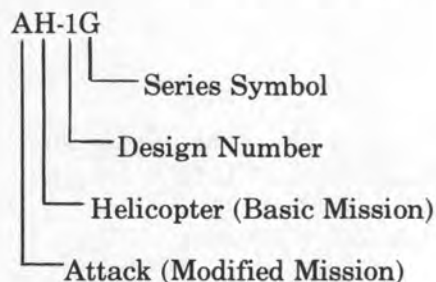 AH-1G
Series Symbol
Design Number
Helicopter (Basic Mission)
Attack (Modified Mission)